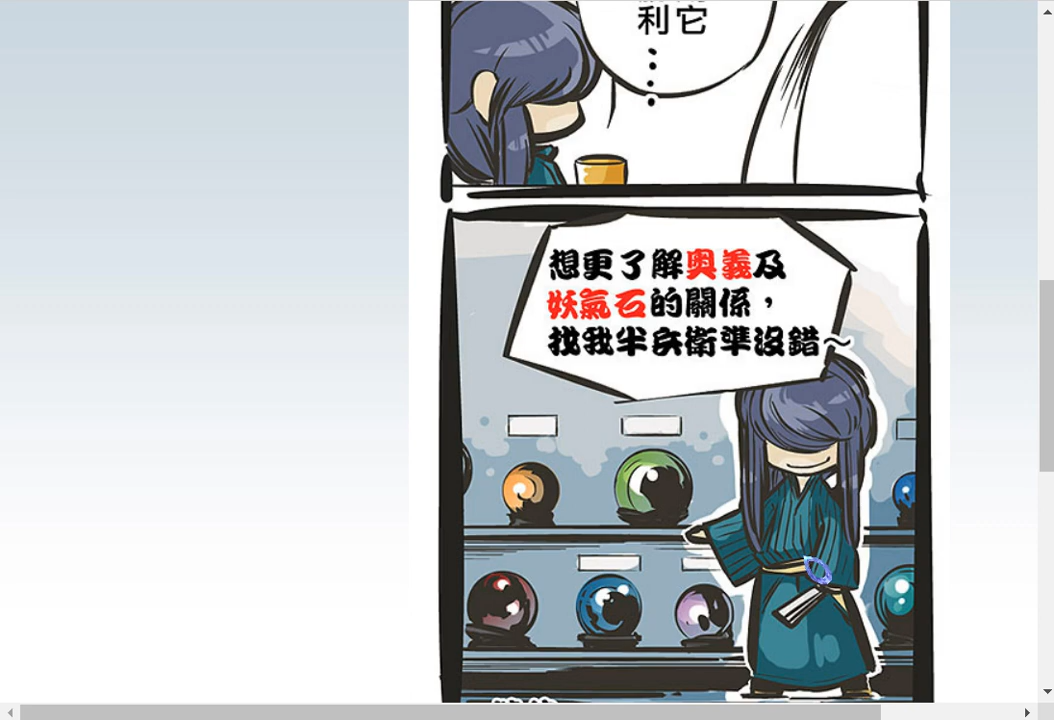 它
利⋮
想更了解奧義及
妖氣石的關係，
找我半兵衛準沒錯～